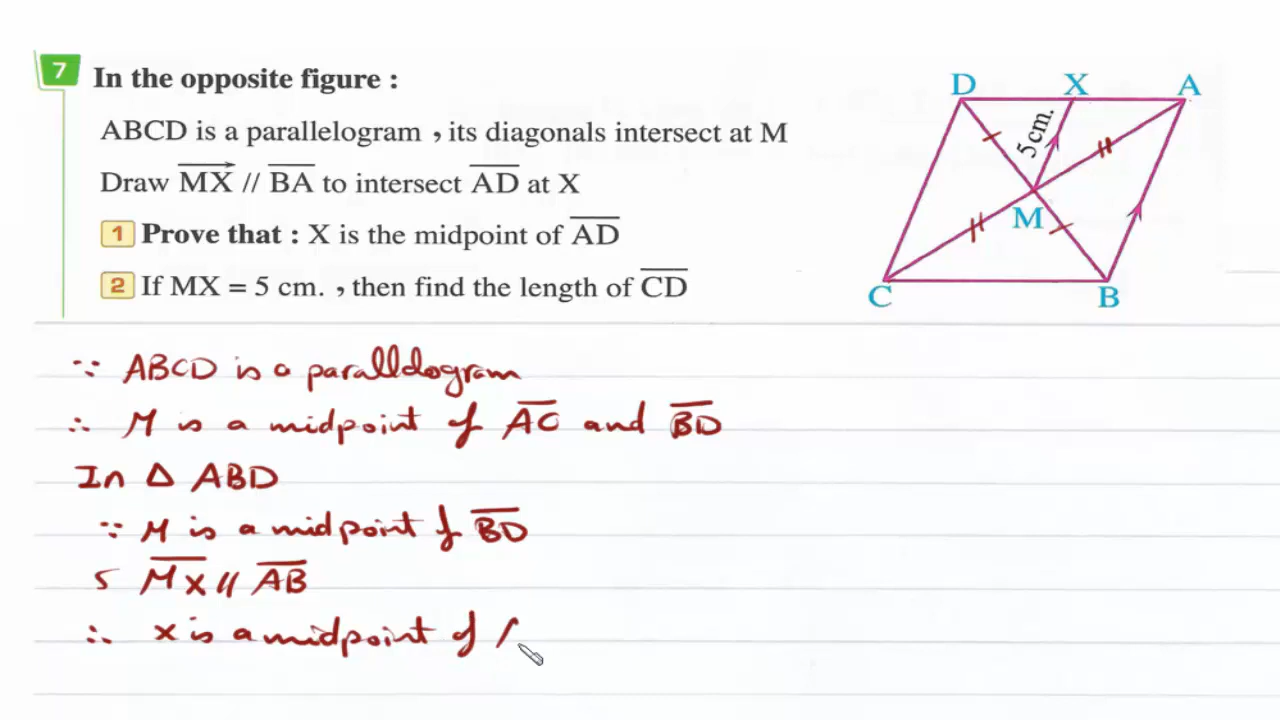 7 In the opposite figure :
ABCD is a parallelogram , its diagonals intersect at M
Draw MX // BA to intersect AD at X
1 Prove that : X is the midpoint of AD
2 If MX = 5 cm. , then find the length of CD
D X A
5cm.
M
C B
∵ ABCD is a paralldogram
∴ M is a midpoint of AC and BD
In Δ ABD
∵ M is a midpoint of BD
, MX // AB
∴ X is a midpoint of